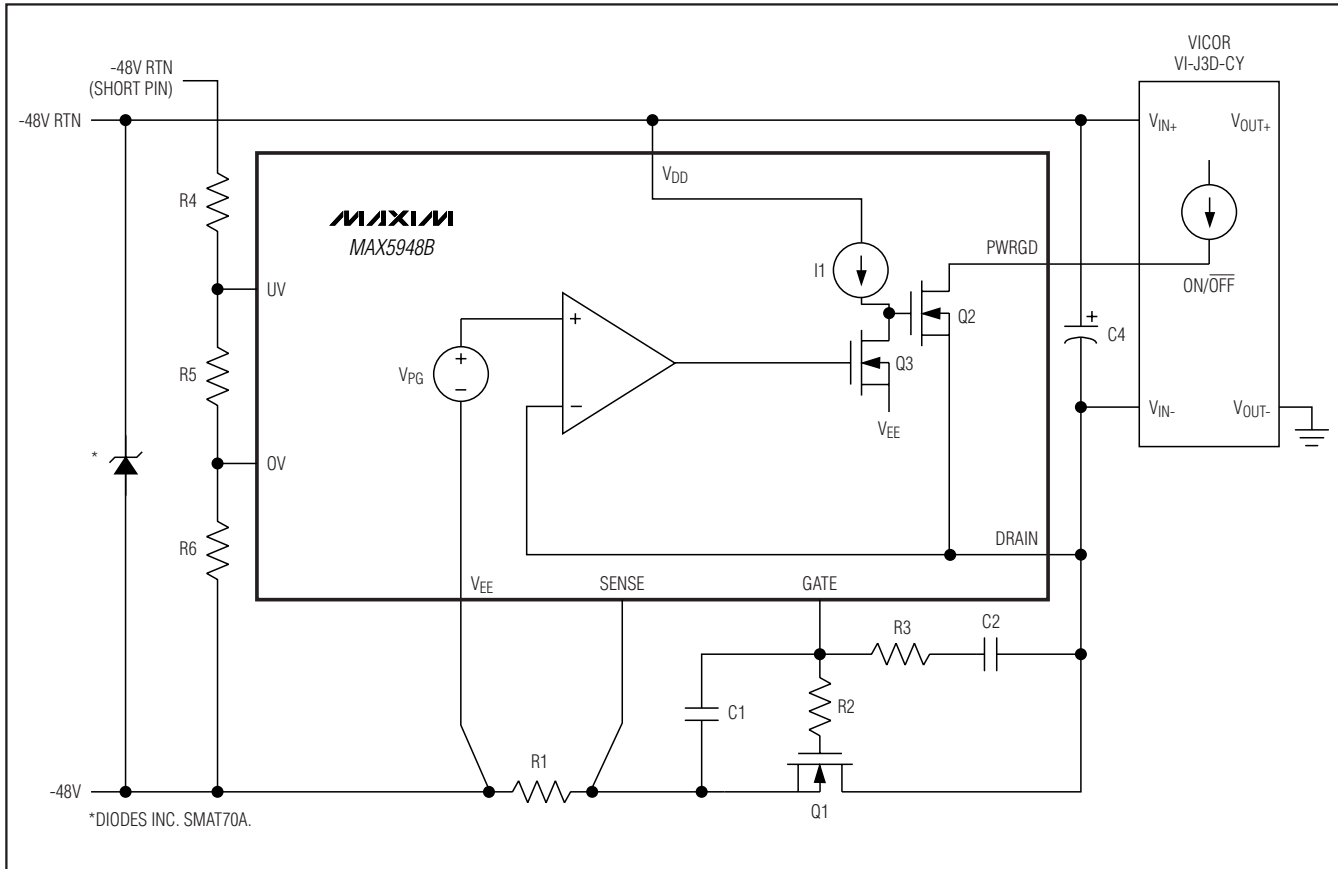 VICOR
VI-J3D-CY
-48V RTN
(SHORT PIN)
-48V RTN
VIN+
VOUT+
R4
VDD
MAXIM
MAX5948B
PWRGD
I1
ON/OFF
UV
+
Q2
+
C4
+
Q3
R5
VPG
−
−
VEE
VIN-
VOUT-
*
OV
R6
DRAIN
VEE
SENSE
GATE
R3
C2
C1
R2
R1
-48V
Q1
*DIODES INC. SMAT70A.